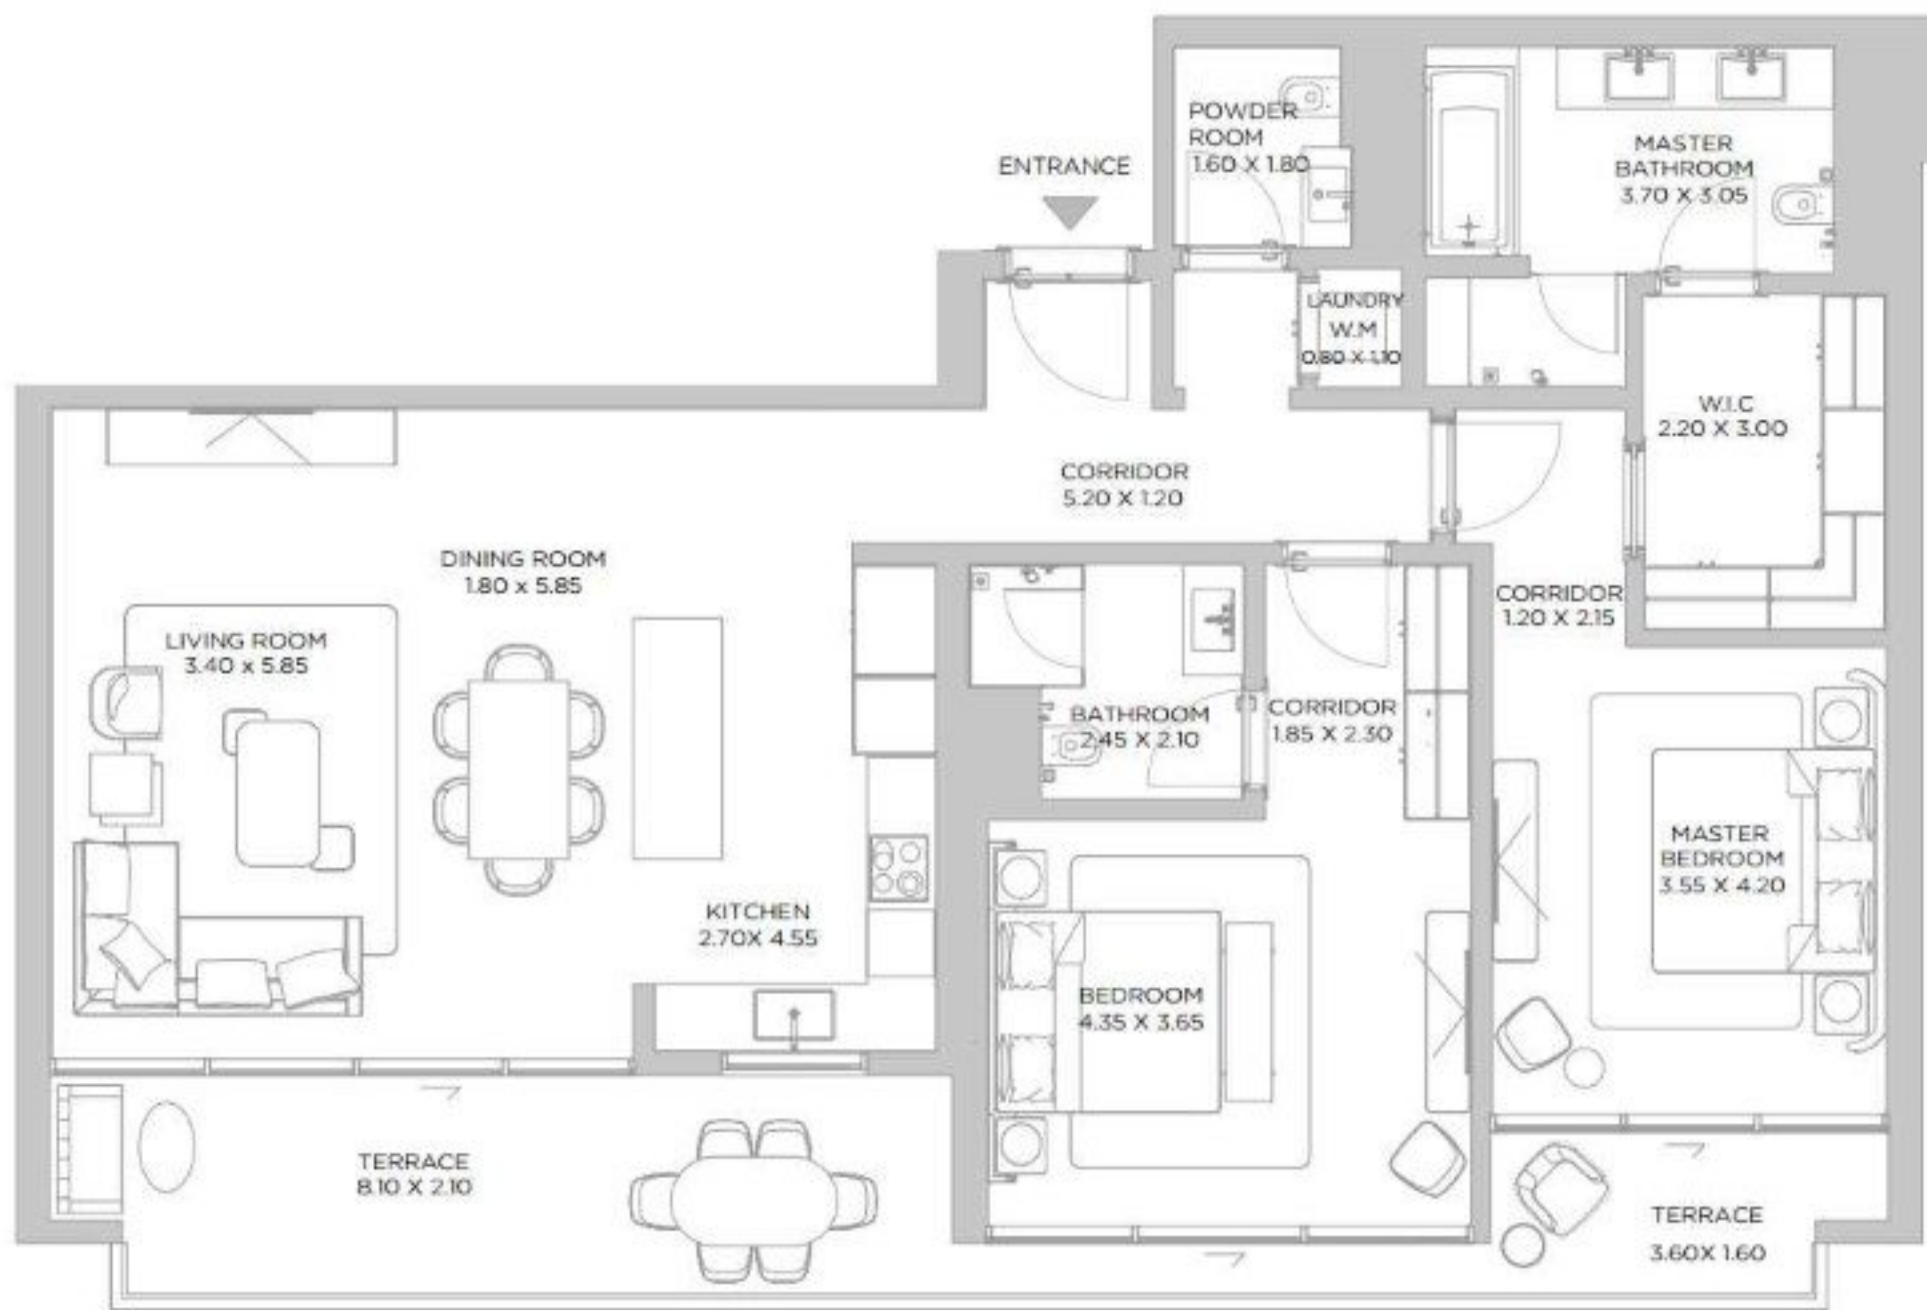 POWDER
ROOM
1.60 X 1.80
ENTRANCE
MASTER
BATHROOM
3.70 X 3.05
LAUNDRY
W.M
0.80 X 1.10
W.I.C
2.20 X 3.00
CORRIDOR
5.20 X 1.20
DINING ROOM
1.80 x 5.85
LIVING ROOM
3.40 x 5.85
CORRIDOR
1.20 X 2.15
BATHROOM
2.45 X 2.10
CORRIDOR
1.85 X 2.30
MASTER
BEDROOM
3.55 X 4.20
KITCHEN
2.70X 4.55
BEDROOM
4.35 X 3.65
TERRACE
8.10 X 2.10
TERRACE
3.60X 1.60